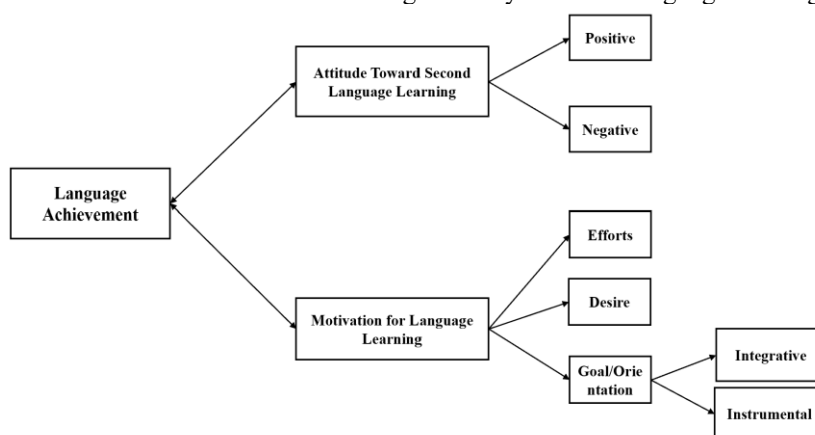 Positive
Attitude Toward Second
Language Learning
Negative
Language
Achievement
Efforts
Desire
Motivation for Language
Learning
Goal/Orie
ntation
Integrative
Instrumental